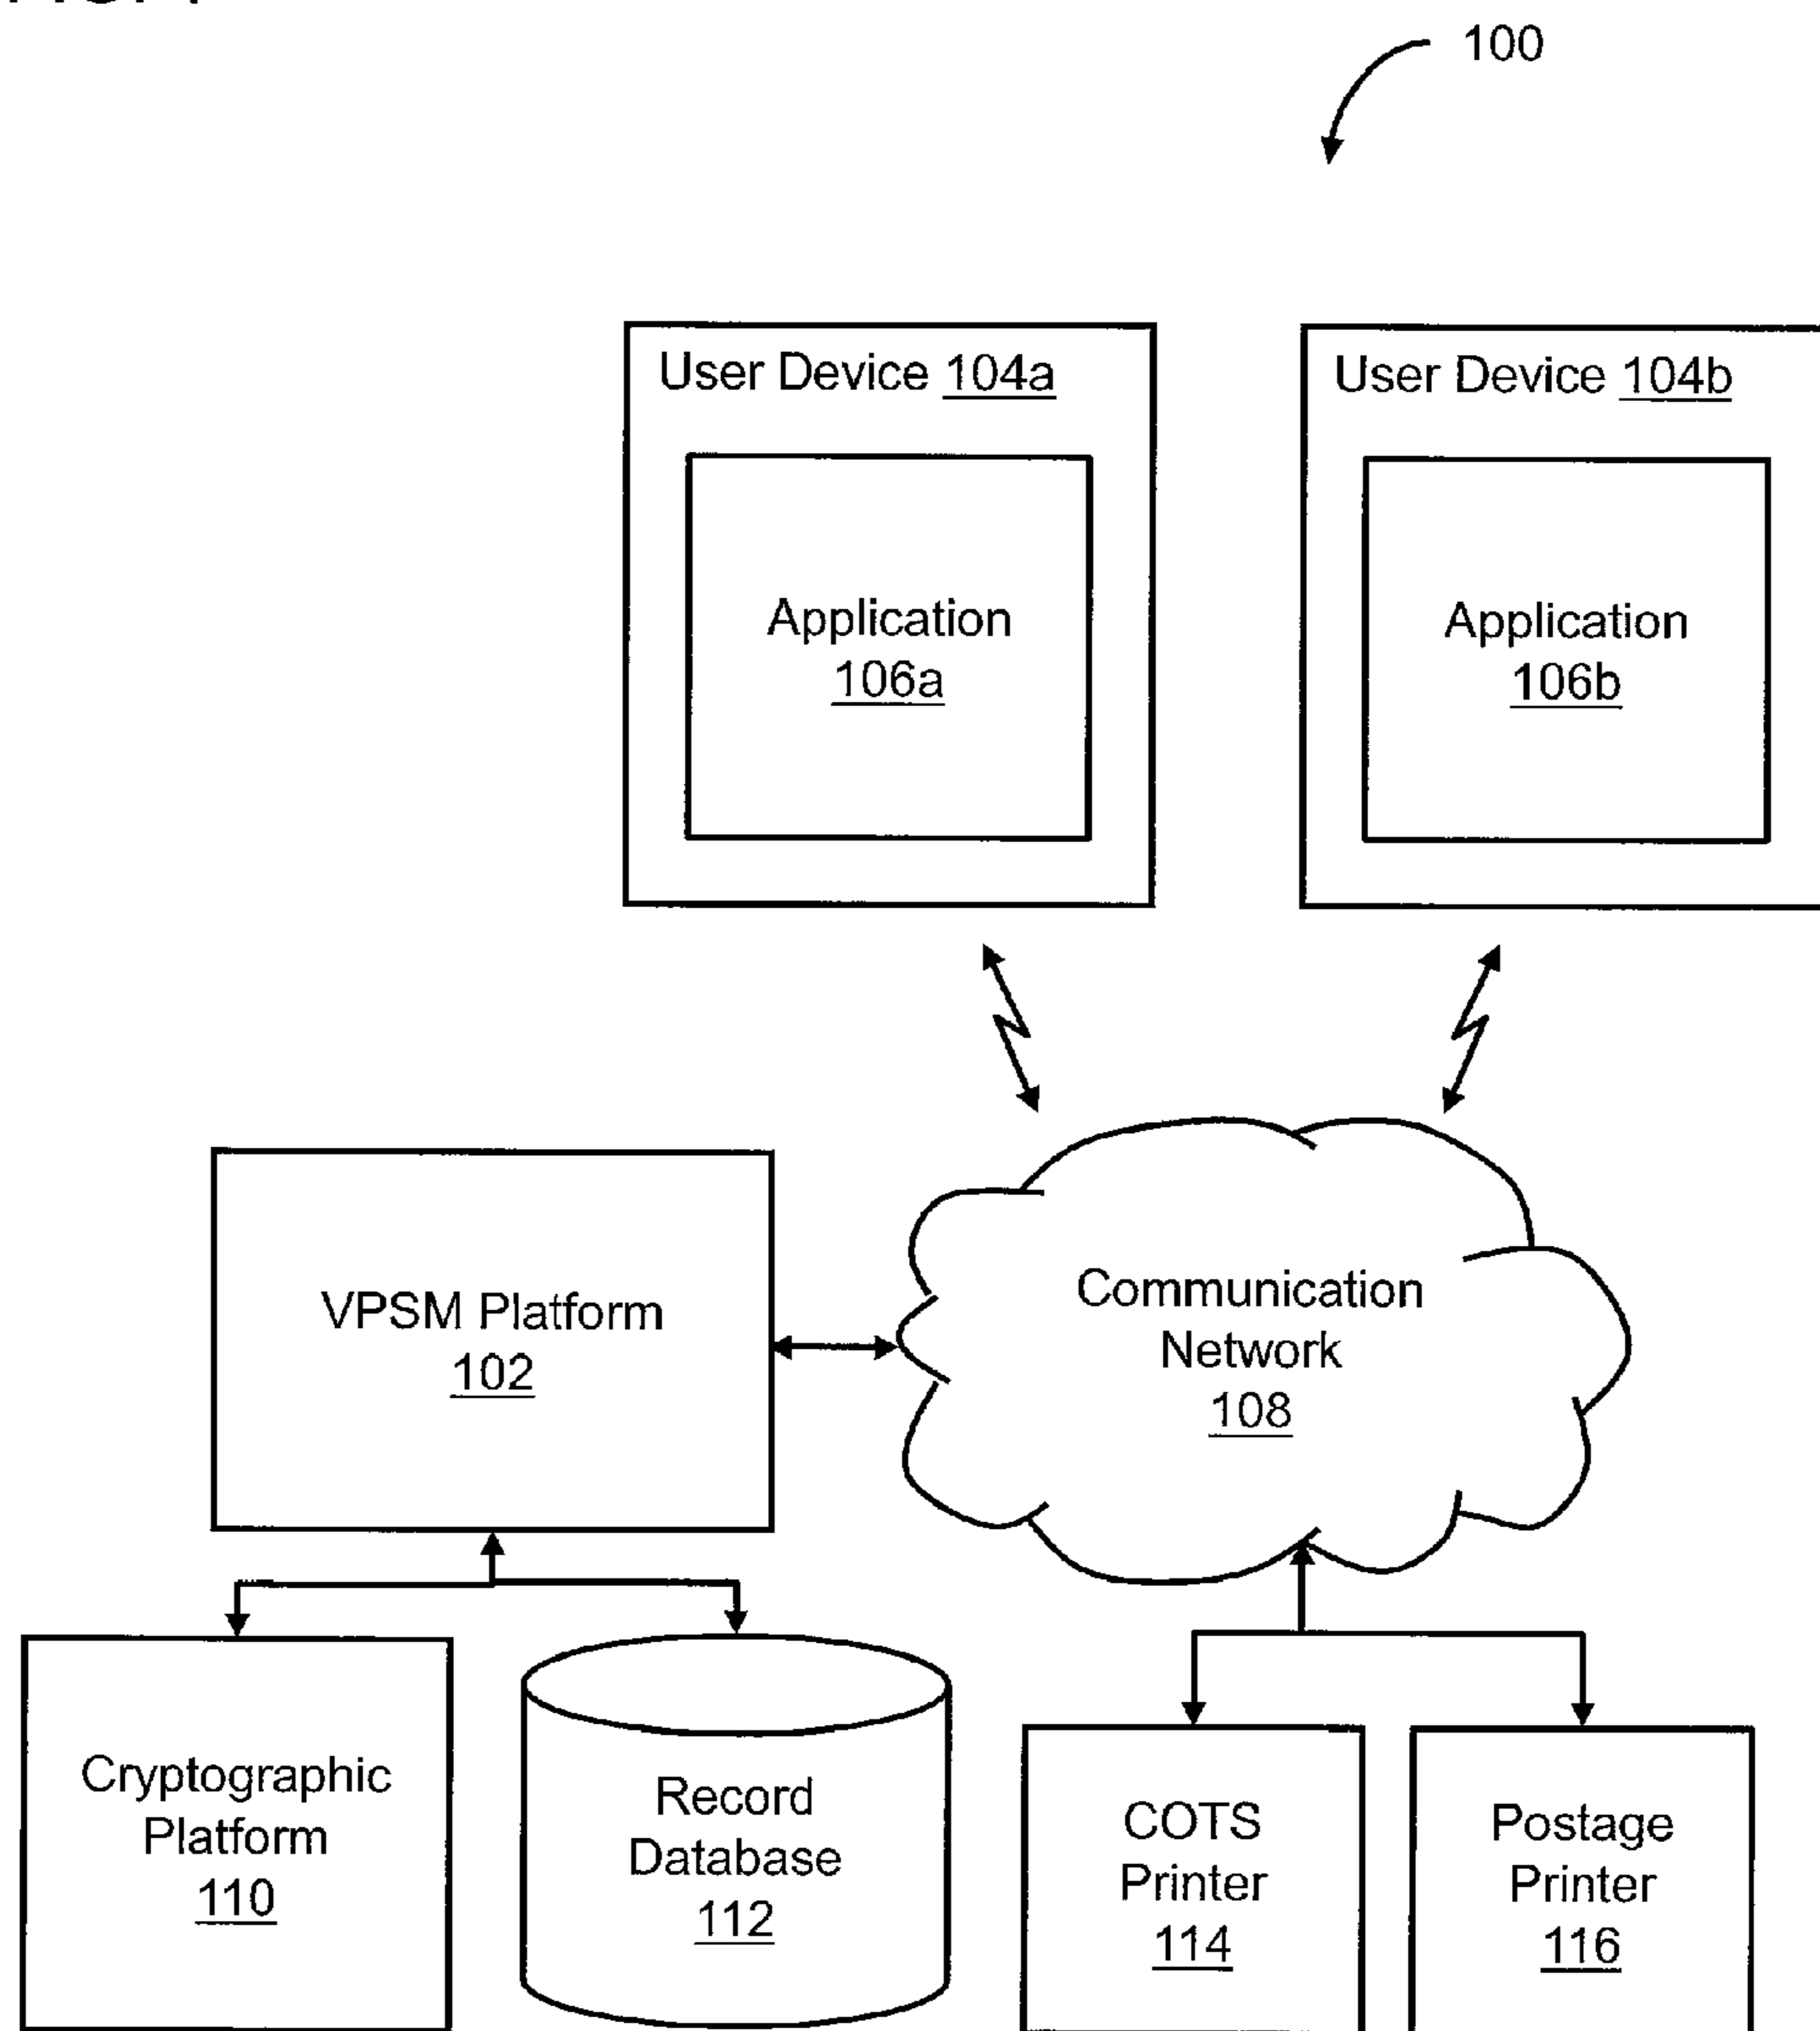 100
User Device 104a
User Device 104b
Application
106a
Application
106b
VPSM Platform
102
Communication
Network
108
Cryptographic
Platform
110
Record
Database
112
COTS
Printer
114
Postage
Printer
116